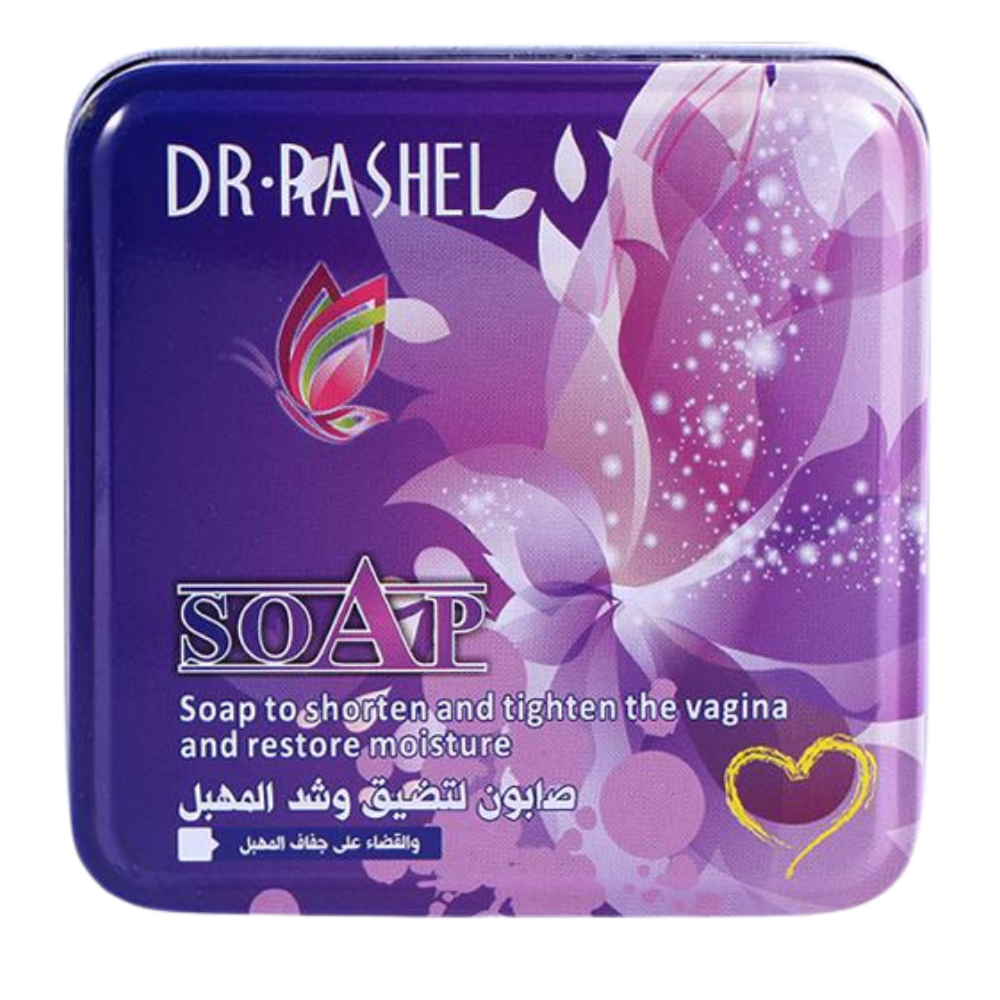 DR·RASHEL
SOAP
Soap to shorten and tighten the vagina
and restore moisture
صابون لتضيق وشد المهبل
والقضاء على جفاف المهبل